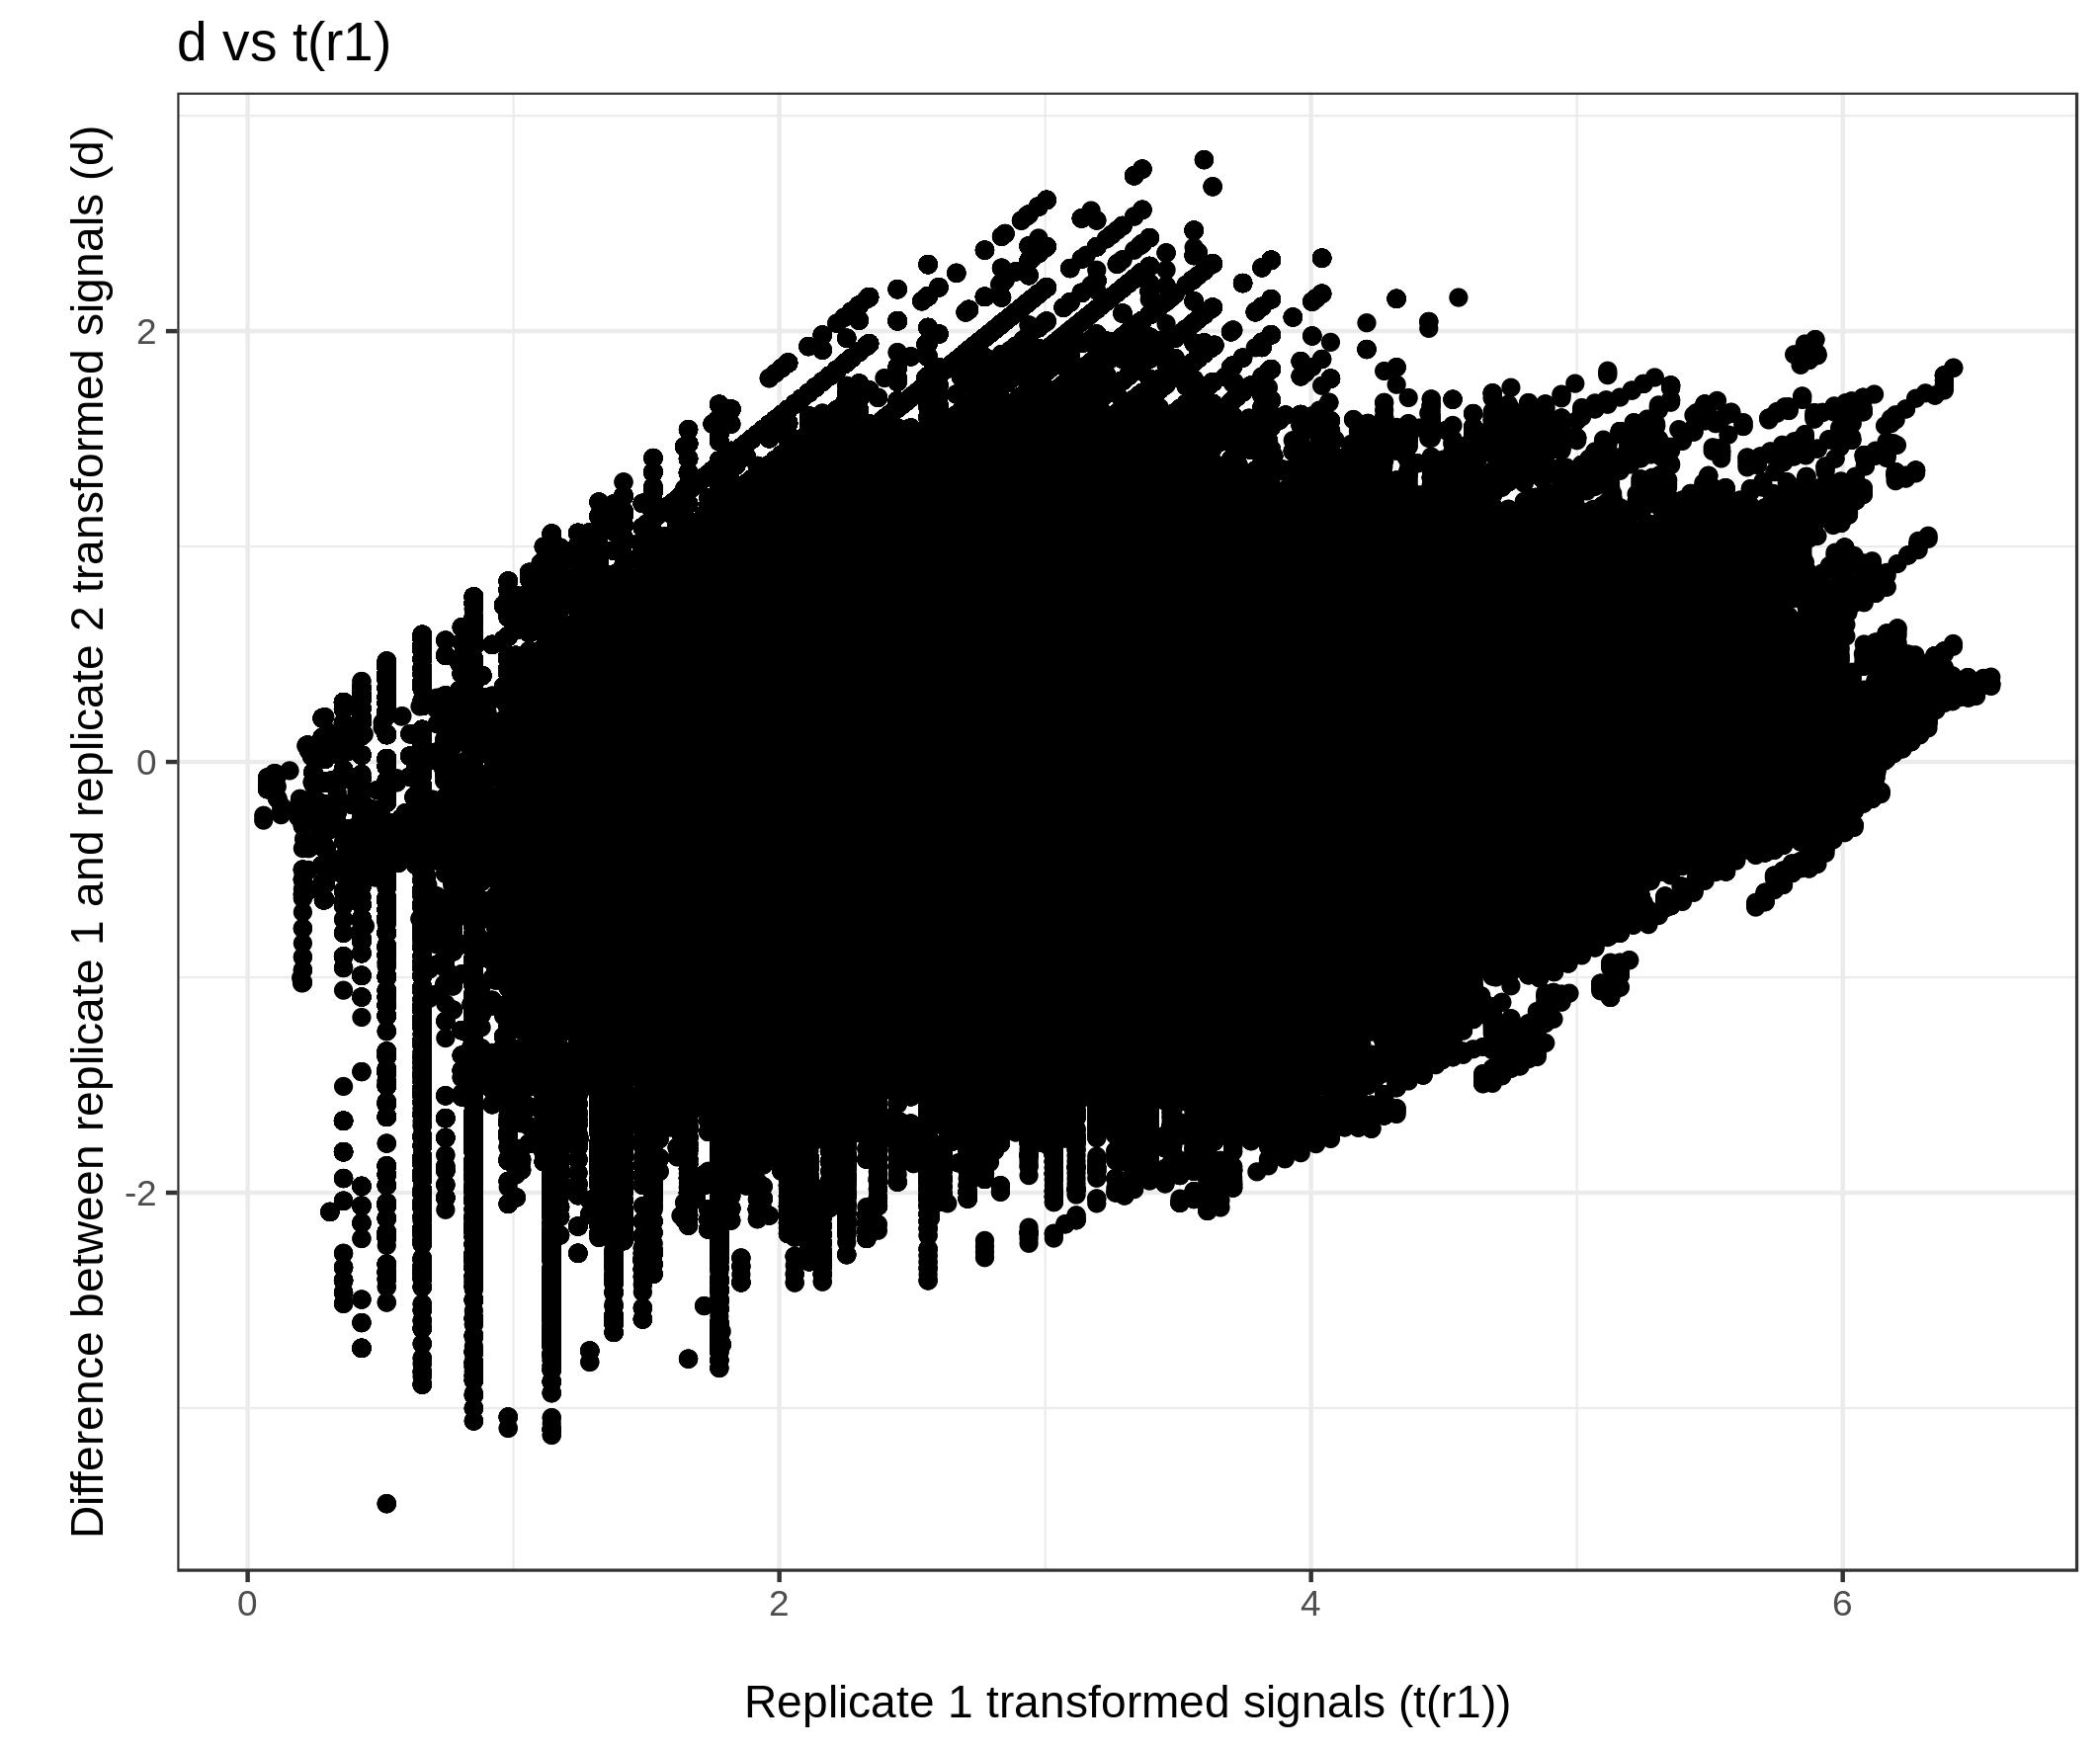 d vs t(r1)
Difference between replicate 1 and replicate 2 transformed signals (d)
2
0
-2
0
2
4
6
Replicate 1 transformed signals (t(r1))